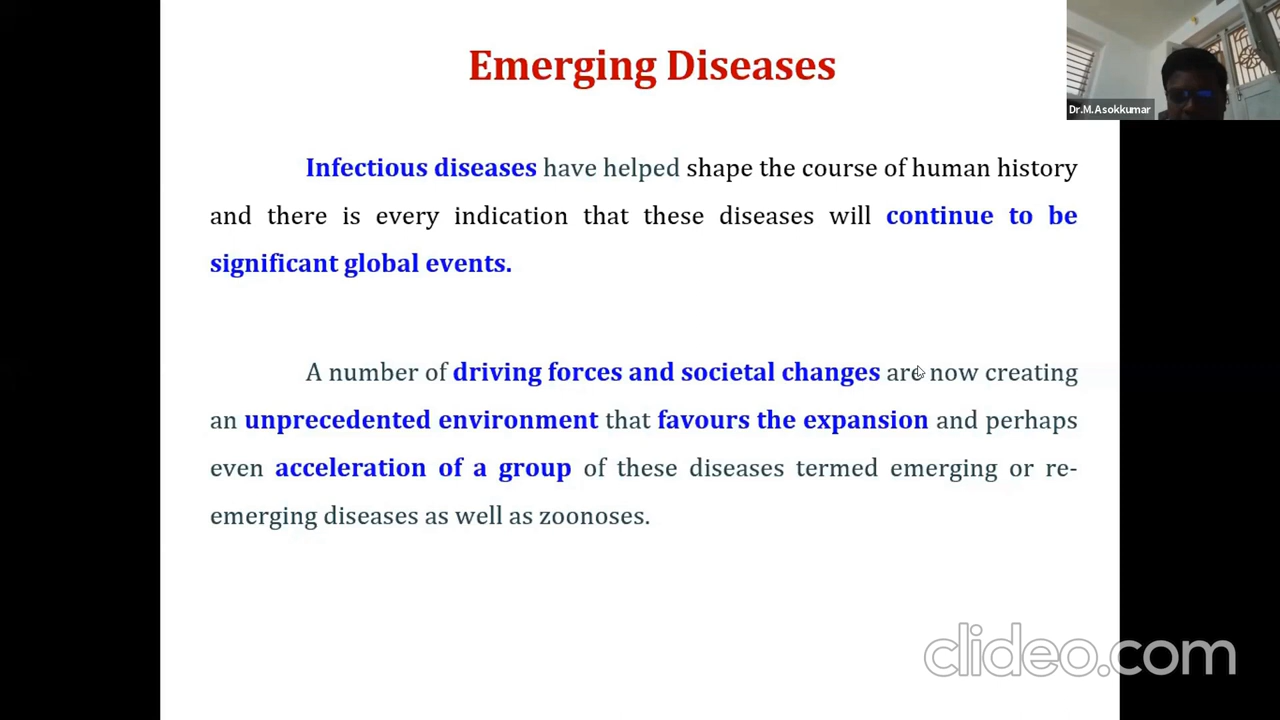 Emerging Diseases
Dr.M.Asokkumar
Infectious diseases have helped shape the course of human history
and there is every indication that these diseases will continue to be
significant global events.
A number of driving forces and societal changes are now creating
an unprecedented environment that favours the expansion and perhaps
even acceleration of a group of these diseases termed emerging or re-
emerging diseases as well as zoonoses.
clideo.com